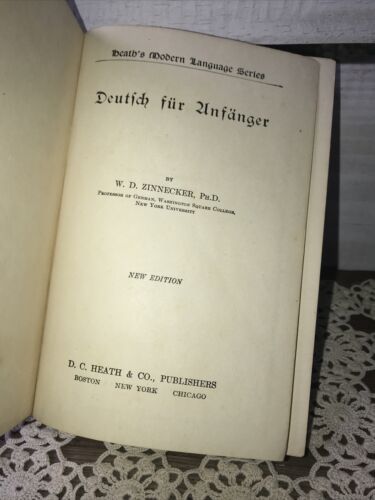 Heath's Modern Language Series
Deutsch für Anfänger
BY
W. D. ZINNECKER, PH.D.
PROFESSOR OF GERMAN, WASHINGTON SQUARE COLLEGE,
NEW YORK UNIVERSITY
NEW EDITION
D. C. HEATH & CO., PUBLISHERS
BOSTON NEW YORK CHICAGO